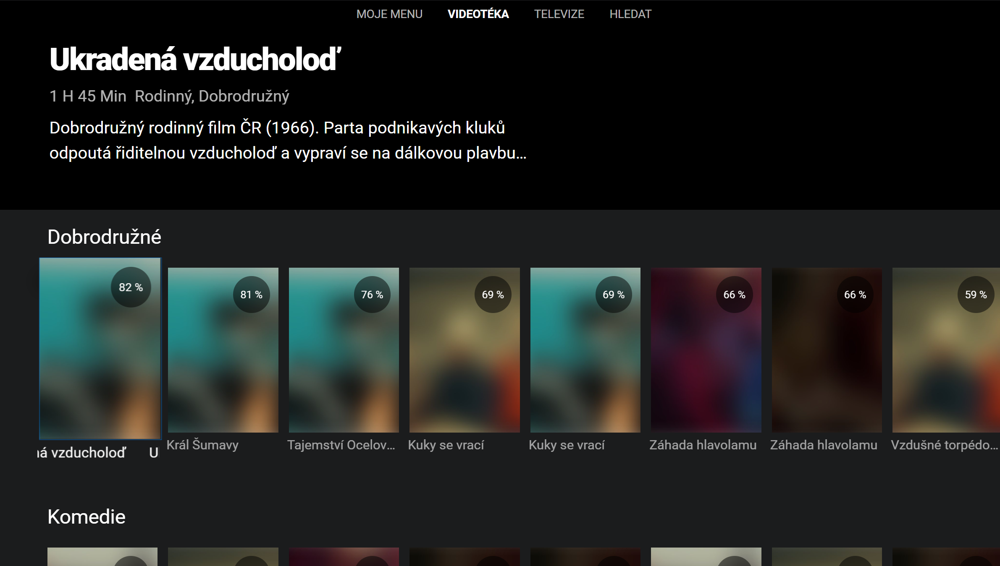 MOJE MENU VIDEOTÉKA TELEVIZE HLEDAT
Ukradená vzducholoď
1 H 45 Min Rodinný, Dobrodružný
Dobrodružný rodinný film ČR (1966). Parta podnikavých kluků
odpoutá řiditelnou vzducholoď a vypraví se na dálkovou plavbu...
Dobrodružné
82 % 81 % 76 % 69 % 69 % 66 % 66 % 59 %
ná vzducholoď U Král Šumavy Tajemství Ocelov... Kuky se vrací Kuky se vrací Záhada hlavolamu Záhada hlavolamu Vzdušné torpédo...
Komedie